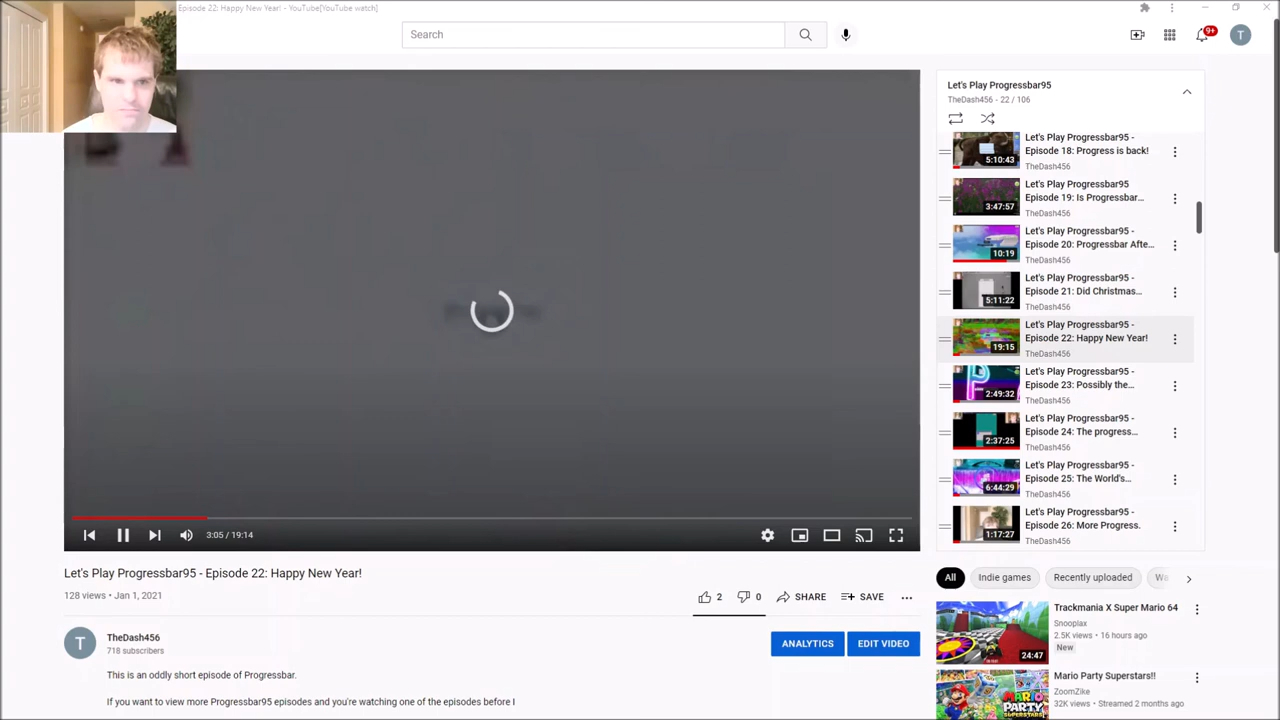 Episode 22: Happy New Year! - YouTube[YouTube watch]
Search
9+
T
Let's Play Progressbar95
TheDash456 - 22 / 106
Let's Play Progressbar95 -
Episode 18: Progress is back!
TheDash456
5:10:43
Let's Play Progressbar95
Episode 19: Is Progressbar...
TheDash456
3:47:57
Let's Play Progressbar95 -
Episode 20: Progressbar Afte...
TheDash456
10:19
Let's Play Progressbar95 -
Episode 21: Did Christmas...
TheDash456
5:11:22
Let's Play Progressbar95 -
Episode 22: Happy New Year!
TheDash456
19:15
Let's Play Progressbar95 -
Episode 23: Possibly the...
TheDash456
2:49:32
Let's Play Progressbar95 -
Episode 24: The progress...
TheDash456
2:37:25
Let's Play Progressbar95 -
Episode 25: The World's...
TheDash456
6:44:29
Let's Play Progressbar95 -
Episode 26: More Progress.
TheDash456
1:17:27
3:05 / 19:14
Let's Play Progressbar95 - Episode 22: Happy New Year!
128 views • Jan 1, 2021
2
0
SHARE
SAVE
T
TheDash456
718 subscribers
ANALYTICS
EDIT VIDEO
This is an oddly short episode of Progressbar.
If you want to view more Progressbar95 episodes and you're watching one of the episodes before I
All
Indie games
Recently uploaded
Wa
Trackmania X Super Mario 64
Snooplax
2.5K views • 16 hours ago
New
24:47
Mario Party Superstars!!
ZoomZike
32K views • Streamed 2 months ago
MARIO
PARTY